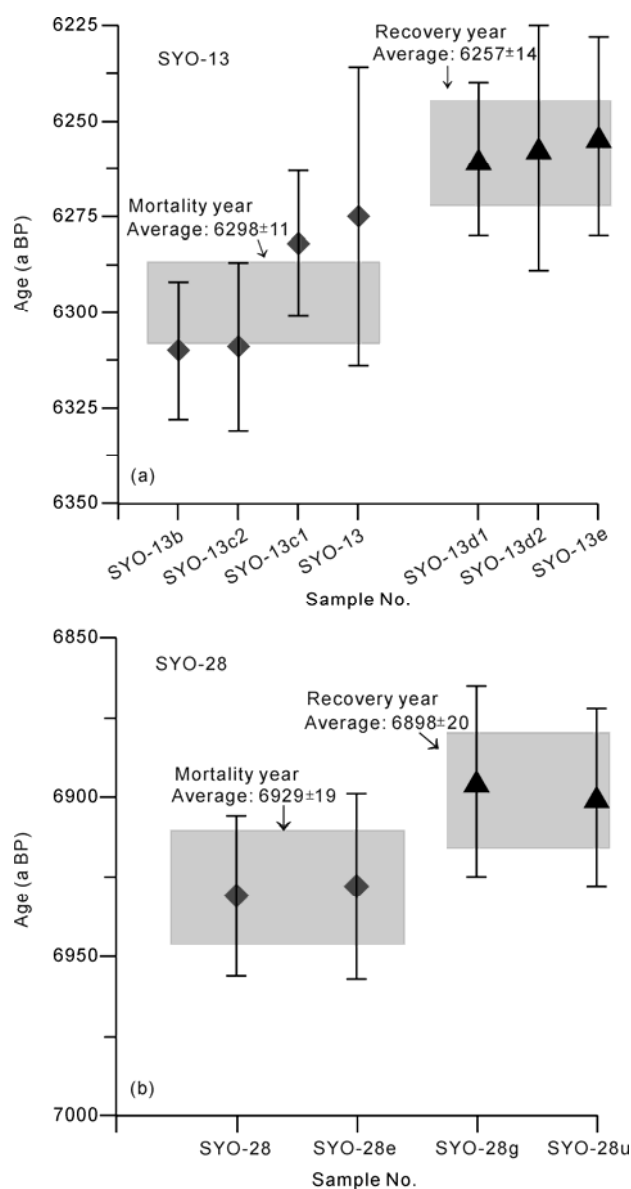 6225
6250
6275
6300
6325
6350
Age (a BP)
SYO-13
Recovery year
Average: 6257±14
Mortality year
Average: 6298±11
(a)
SYO-13b
SYO-13c2
SYO-13c1
SYO-13
SYO-13d1
SYO-13d2
SYO-13e
Sample No.
6850
6900
6950
7000
Age (a BP)
SYO-28
Recovery year
Average: 6898±20
Mortality year
Average: 6929±19
(b)
SYO-28
SYO-28e
SYO-28g
SYO-28u
Sample No.